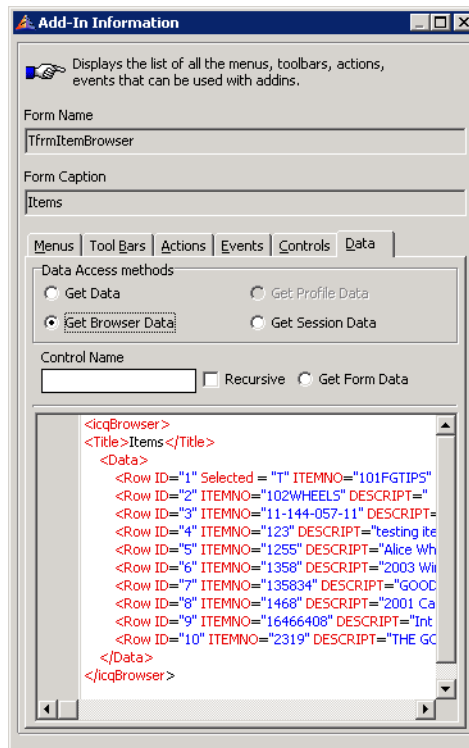 Add-In Information
Displays the list of all the menus, toolbars, actions,
events that can be used with addins.
Form Name
TfrmItemBrowser
Form Caption
Items
Menus Tool Bars Actions Events Controls Data
Data Access methods
Get Data Get Profile Data
Get Browser Data Get Session Data
Control Name
Recursive Get Form Data
<icqBrowser>
<Title>Items</Title>
<Data>
<Row ID="1" Selected = "T" ITEMNO="101FGTIPS"
<Row ID="2" ITEMNO="102WHEELS" DESCRIPT="
<Row ID="3" ITEMNO="11-144-057-11" DESCRIPT=
<Row ID="4" ITEMNO="123" DESCRIPT="testing ite
<Row ID="5" ITEMNO="1255" DESCRIPT="Alice Wh
<Row ID="6" ITEMNO="1358" DESCRIPT="2003 Wi
<Row ID="7" ITEMNO="135834" DESCRIPT="GOOD
<Row ID="8" ITEMNO="1468" DESCRIPT="2001 Ca
<Row ID="9" ITEMNO="16466408" DESCRIPT="Int
<Row ID="10" ITEMNO="2319" DESCRIPT="THE GO
</Data>
</icqBrowser>